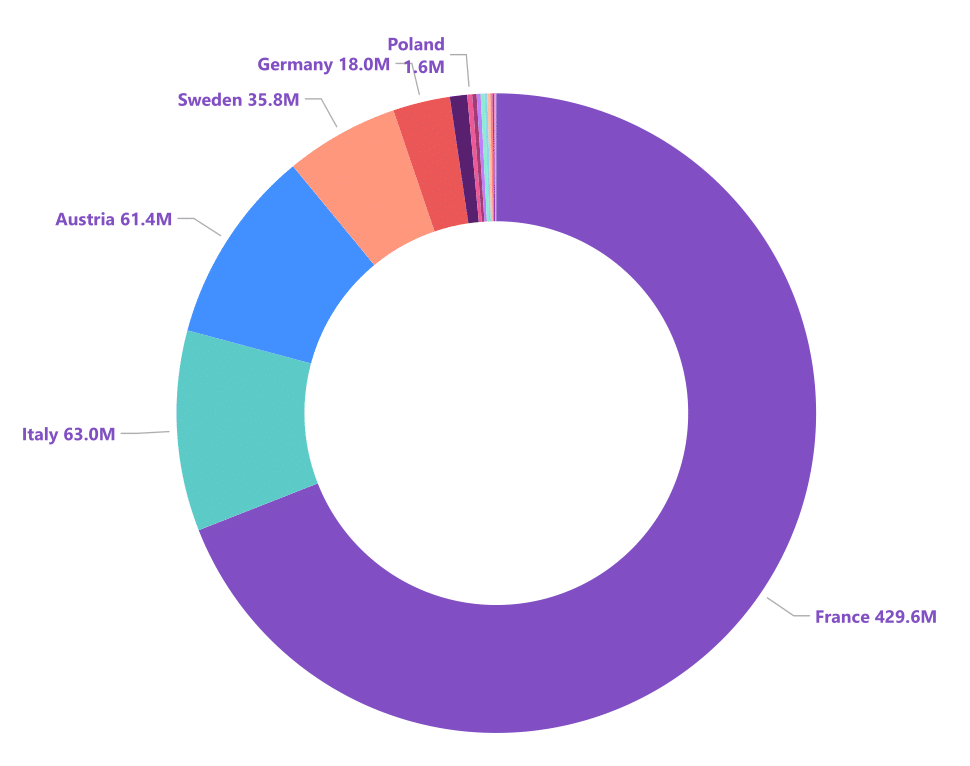 Poland
1.6M
Germany 18.0M
Sweden 35.8M
Austria 61.4M
Italy 63.0M
France 429.6M